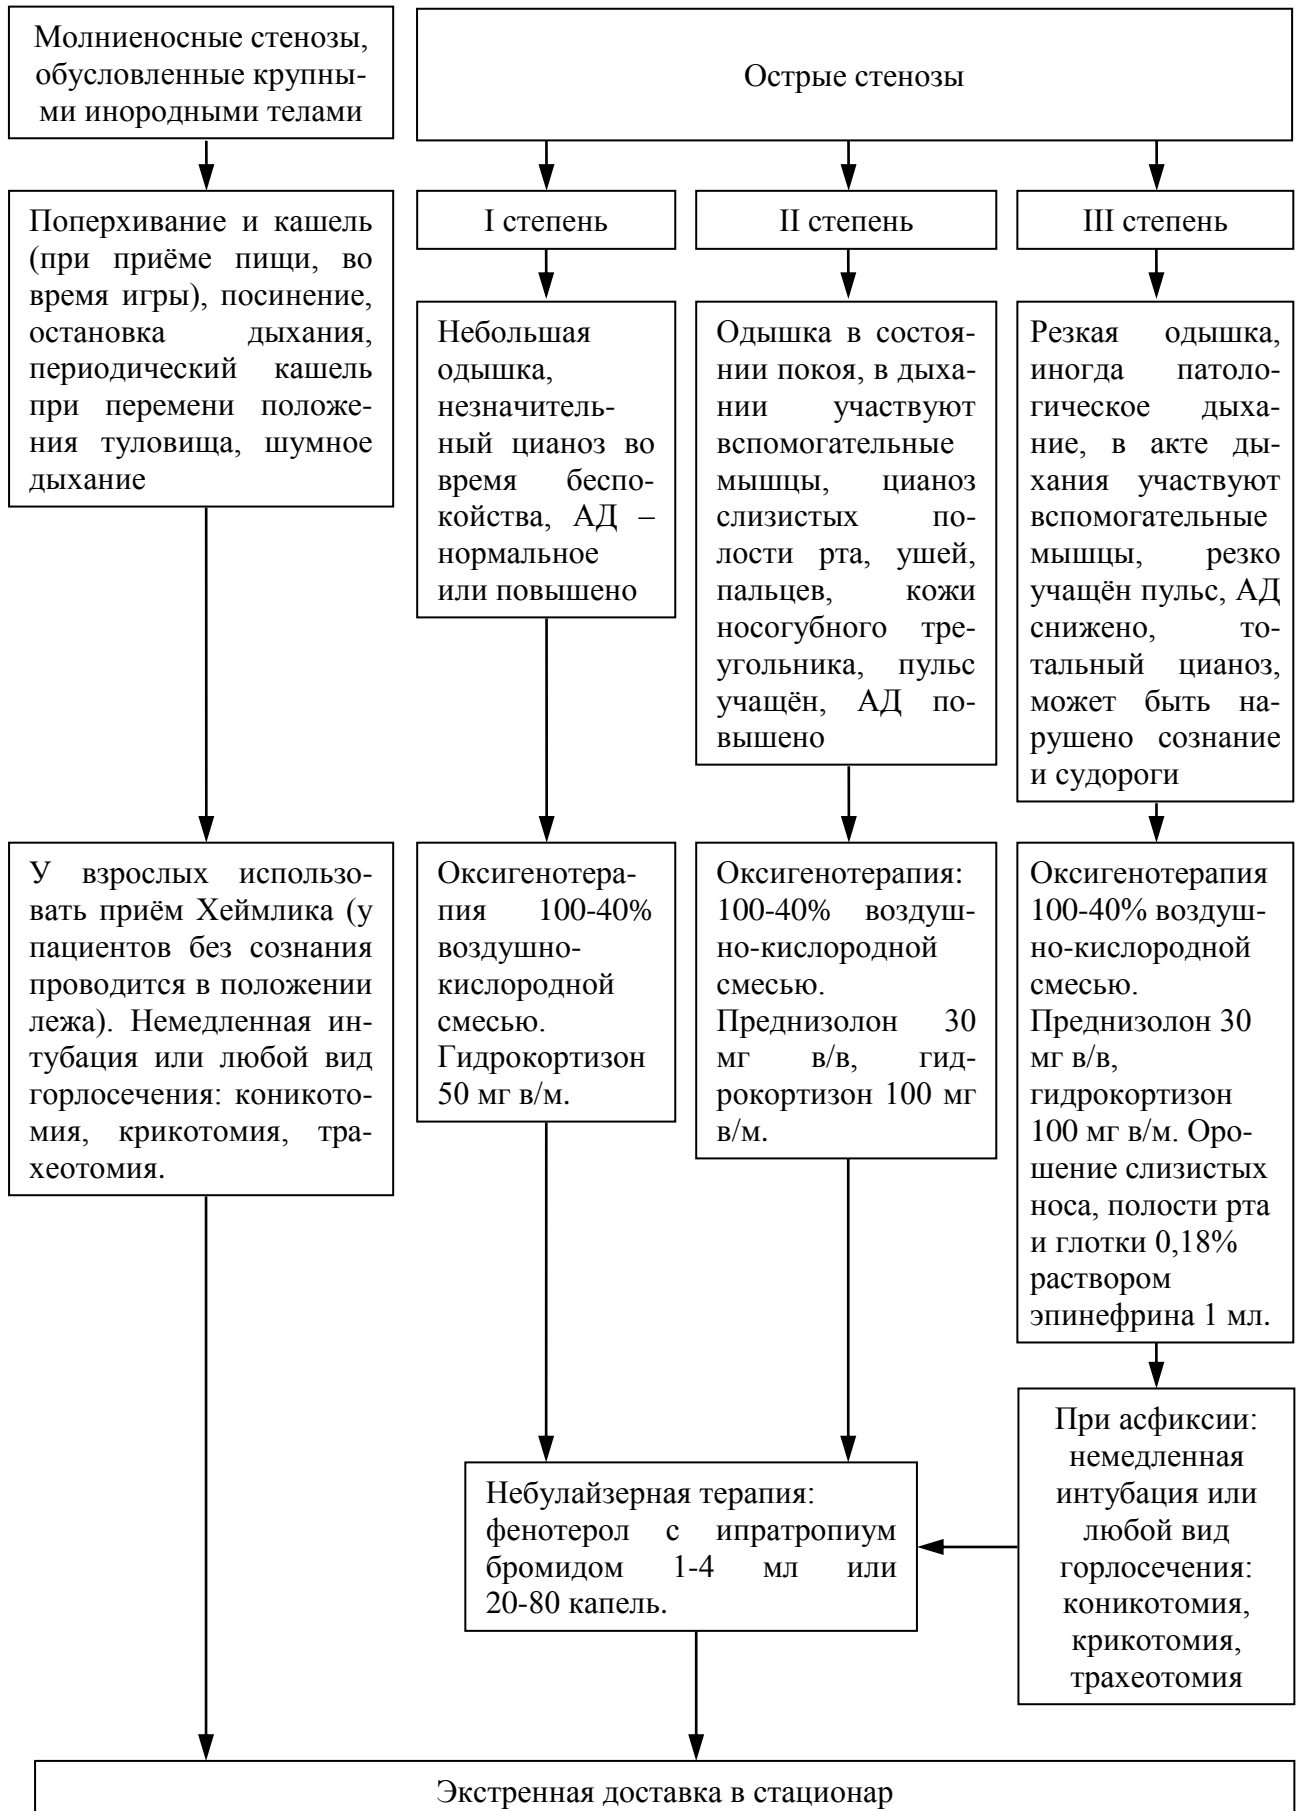 Молниеносные стенозы,
обусловленные крупны-
ми инородными телами
Острые стенозы
Поперхивание и кашель
(при приёме пищи, во
время игры), посинение,
остановка дыхания,
периодический кашель
при перемени положе-
ния туловища, шумное
дыхание
I степень
II степень
III степень
Небольшая
одышка,
незначитель-
ный цианоз во
время беспо-
койства, АД –
нормальное
или повышено
Одышка в состоя-
нии покоя, в дыха-
нии участвуют
вспомогательные
мышцы, цианоз
слизистых по-
лости рта, ушей,
пальцев, кожи
носогубного тре-
угольника, пульс
учащён, АД по-
вышено
Резкая одышка,
иногда патоло-
гическое дыха-
ние, в акте ды-
хания участвуют
вспомогательные
мышцы, резко
учащён пульс, АД
снижено, то-
тальный цианоз,
может быть на-
рушено сознание
и судороги
У взрослых использо-
вать приём Хеймлика (у
пациентов без сознания
проводится в положении
лежа). Немедленная ин-
тубация или любой вид
горлосечения: коникото-
мия, крикотомия, тра-
хеотомия.
Оксигенотера-
пия 100-40%
воздушно-
кислородной
смесью.
Гидрокортизон
50 мг в/м.
Оксигенотерапия:
100-40% воздуш-
но-кислородной
смесью.
Преднизолон 30
мг в/в, гид-
рокортизон 100 мг
в/м.
Оксигенотерапия
100-40% воздуш-
но-кислородной
смесью.
Преднизолон 30
мг в/в,
гидрокортизон
100 мг в/м. Оро-
шение слизистых
носа, полости рта
и глотки 0,18%
раствором
эпинефрина 1 мл.
При асфиксии:
немедленная
интубация или
любой вид
горлосечения:
коникотомия,
крикотомия,
трахеотомия
Небулайзерная терапия:
фенотерол с ипратропиум
бромидом 1-4 мл или
20-80 капель.
Экстренная доставка в стационар